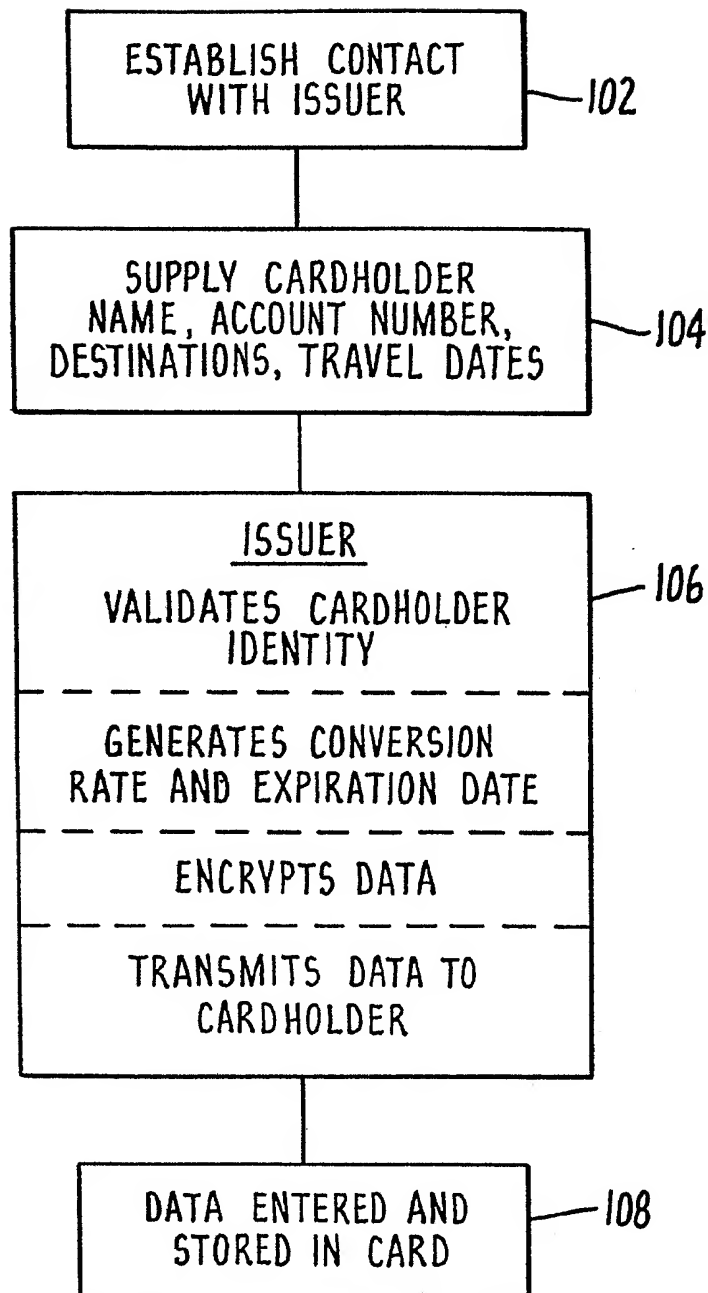 ESTABLISH CONTACT
WITH ISSUER
102
SUPPLY CARDHOLDER
NAME, ACCOUNT NUMBER,
DESTINATIONS, TRAVEL DATES
104
ISSUER
VALIDATES CARDHOLDER
IDENTITY
106
GENERATES CONVERSION
RATE AND EXPIRATION DATE
ENCRYPTS DATA
TRANSMITS DATA TO
CARDHOLDER
DATA ENTERED AND
STORED IN CARD
108